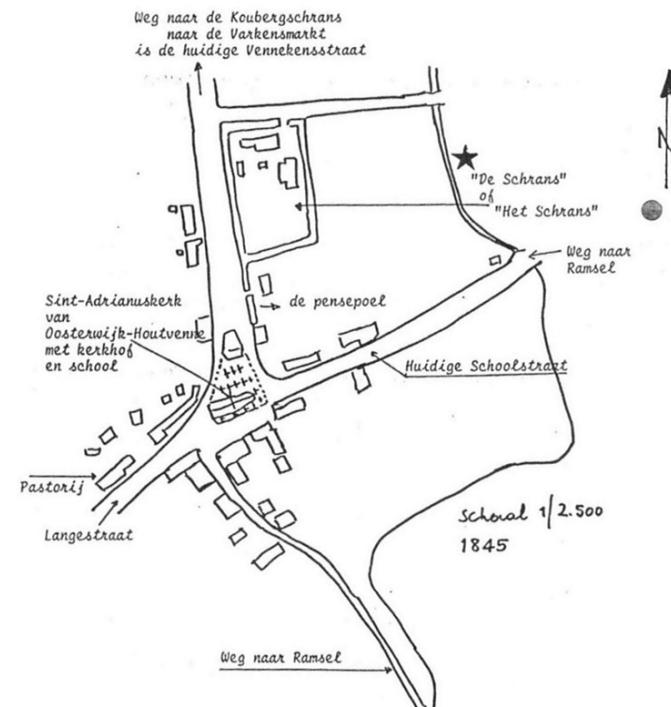 Weg naar de Koubergschrans
naar de Varkensmarkt
is de huidige Vennekensstraat
N
"De Schrans"
of
"Het Schrans"
Weg naar
Ramsel
Sint-Adrianuskerk
van
Oosterwijk-Houtvenne
met kerkhof
en school
de pensepoel
Huidige Schoolstraat
Pastorij
Langestraat
Schaal 1/2.500
1845
Weg naar Ramsel